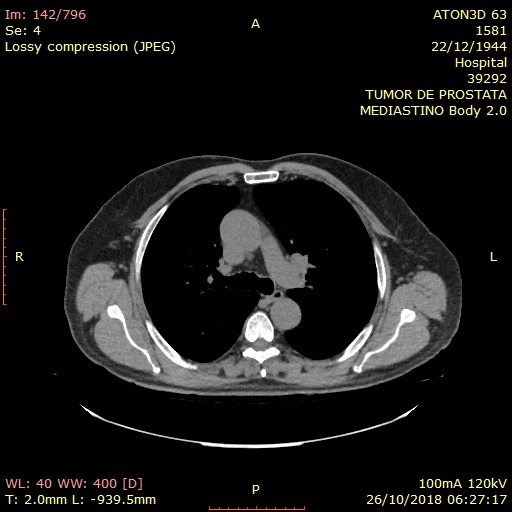 Im: 142/796
Se: 4
Lossy compression (JPEG)
A
ATON3D 63
1581
22/12/1944
Hospital
39292
TUMOR DE PROSTATA
MEDIASTINO Body 2.0
R
L
WL: 40 WW: 400 [D]
T: 2.0mm L: -939.5mm
P
100mA 120kV
26/10/2018 06:27:17